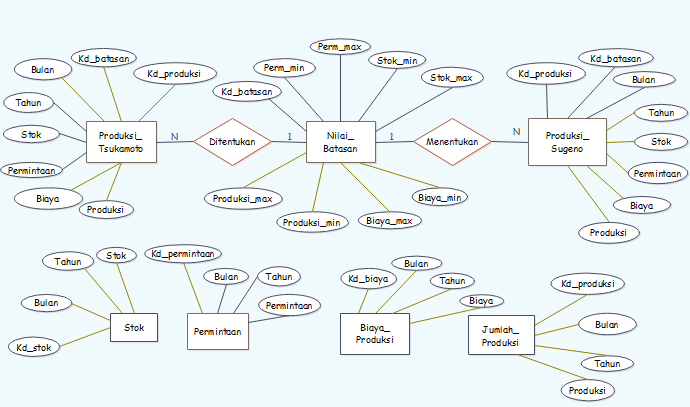 Perm_max
Perm_min
Stok_min
Stok_max
Kd_batasan
Kd_batasan
Bulan
Kd_produksi
Tahun
Stok
Permintaan
Biaya
Produksi
Produksi_
Tsukamoto
N
Ditentukan
1
Nilai_
Batasan
1
Menentukan
N
Produksi_
Sugeno
Kd_produksi
Kd_batasan
Bulan
Tahun
Stok
Permintaan
Biaya
Produksi
Produksi_max
Produksi_min
Biaya_max
Biaya_min
Tahun
Stok
Bulan
Kd_stok
Stok
Kd_permintaan
Bulan
Tahun
Permintaan
Permintaan
Kd_biaya
Bulan
Tahun
Biaya
Biaya_
Produksi
Kd_produksi
Bulan
Tahun
Produksi
Jumlah_
Produksi